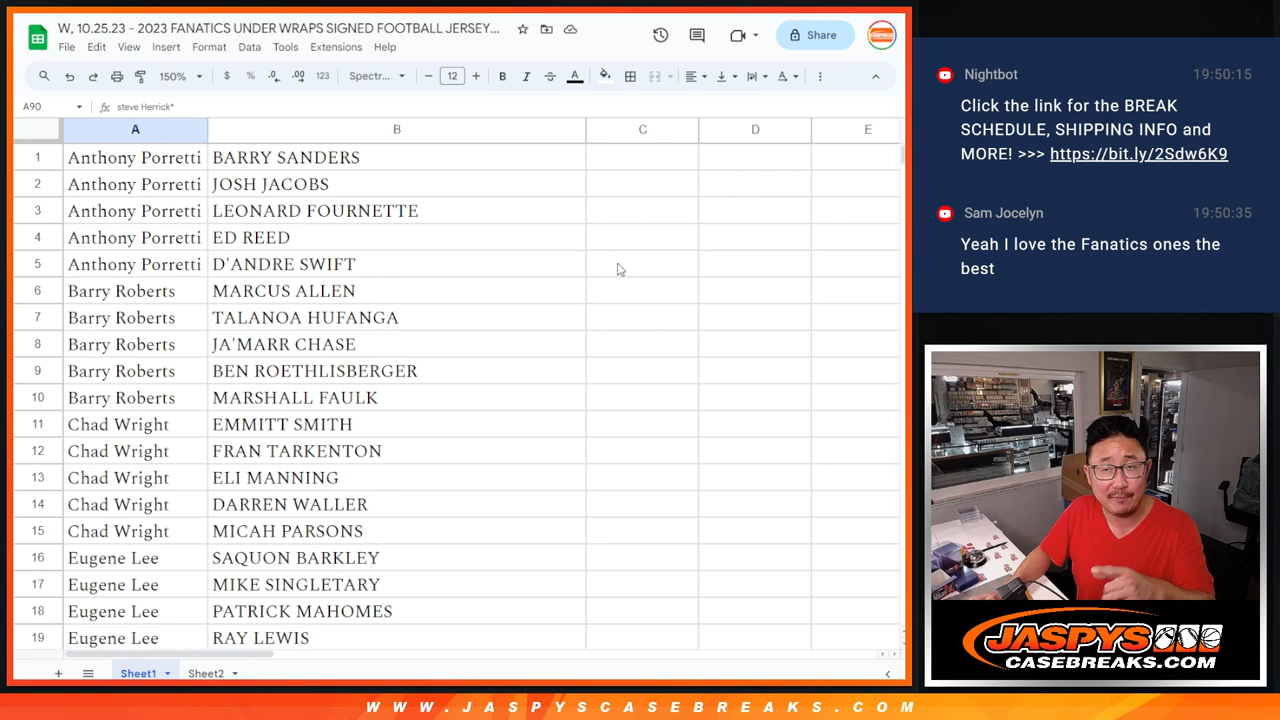 W, 10.25.23 - 2023 FANATICS UNDER WRAPS SIGNED FOOTBALL JERSEY...
File Edit View Insert Format Data Tools Extensions Help
Share
JASPYS
150% $ % .0 .00 123 Spectr... 12 B I A
A90 fx steve Herrick*
A B C D E
1 Anthony Porretti BARRY SANDERS
2 Anthony Porretti JOSH JACOBS
3 Anthony Porretti LEONARD FOURNETTE
4 Anthony Porretti ED REED
5 Anthony Porretti D'ANDRE SWIFT
6 Barry Roberts MARCUS ALLEN
7 Barry Roberts TALANOA HUFANGA
8 Barry Roberts JA'MARR CHASE
9 Barry Roberts BEN ROETHLISBERGER
10 Barry Roberts MARSHALL FAULK
11 Chad Wright EMMITT SMITH
12 Chad Wright FRAN TARKENTON
13 Chad Wright ELI MANNING
14 Chad Wright DARREN WALLER
15 Chad Wright MICAH PARSONS
16 Eugene Lee SAQUON BARKLEY
17 Eugene Lee MIKE SINGLETARY
18 Eugene Lee PATRICK MAHOMES
19 Eugene Lee RAY LEWIS
Sheet1 Sheet2
Nightbot 19:50:15
Click the link for the BREAK
SCHEDULE, SHIPPING INFO and
MORE! >>> https://bit.ly/2Sdw6K9
Sam Jocelyn 19:50:35
Yeah I love the Fanatics ones the
best
JASPYS
CASEBREAKS.COM
WWW.JASPYSCASEBREAKS.COM